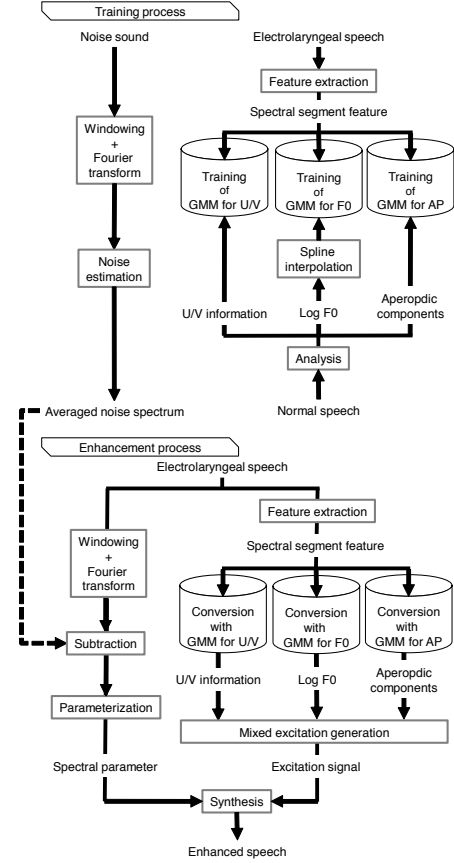 Training process
Noise sound
Windowing
+
Fourier
transform
Noise
estimation
Averaged noise spectrum
Electrolaryngeal speech
Feature extraction
Spectral segment feature
Training
of
GMM for U/V
Training
of
GMM for F0
Training
of
GMM for AP
Spline
interpolation
U/V information
Log F0
Aperopdic
components
Analysis
Normal speech
Enhancement process
Electrolaryngeal speech
Windowing
+
Fourier
transform
Subtraction
Parameterization
Spectral parameter
Feature extraction
Spectral segment feature
Conversion
with
GMM for U/V
Conversion
with
GMM for F0
Conversion
with
GMM for AP
U/V information
Log F0
Aperopdic
components
Mixed excitation generation
Excitation signal
Synthesis
Enhanced speech